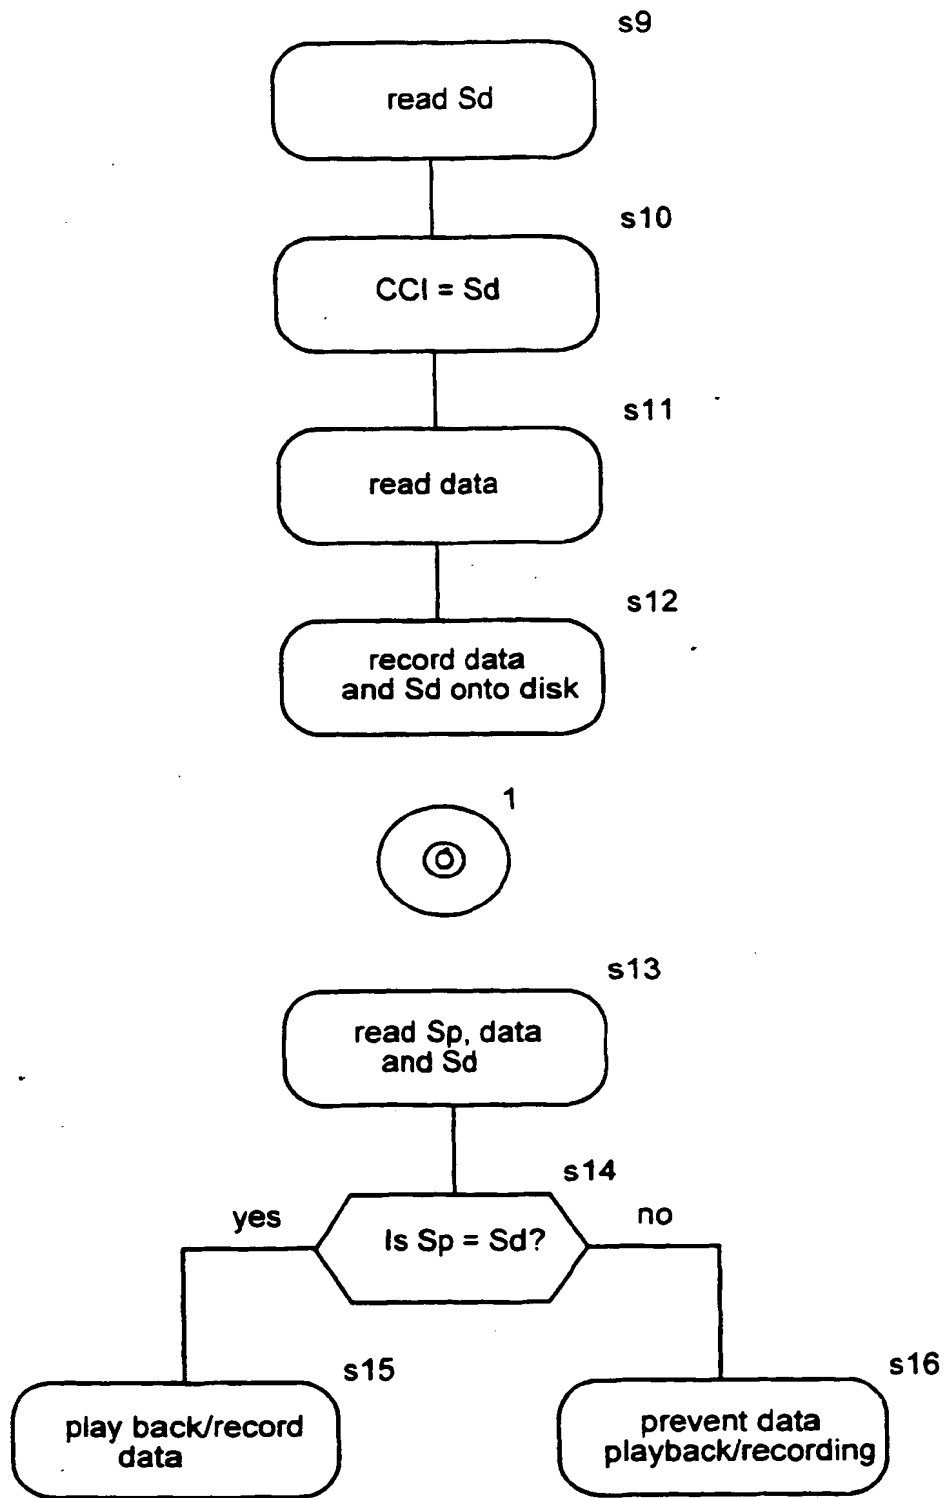 s9
read Sd
s10
CCI = Sd
s11
read data
s12
record data
and Sd onto disk
1
s13
read Sp, data
and Sd
s14
yes
Is Sp = Sd?
no
s15
s16
play back/record
data
prevent data
playback/recording